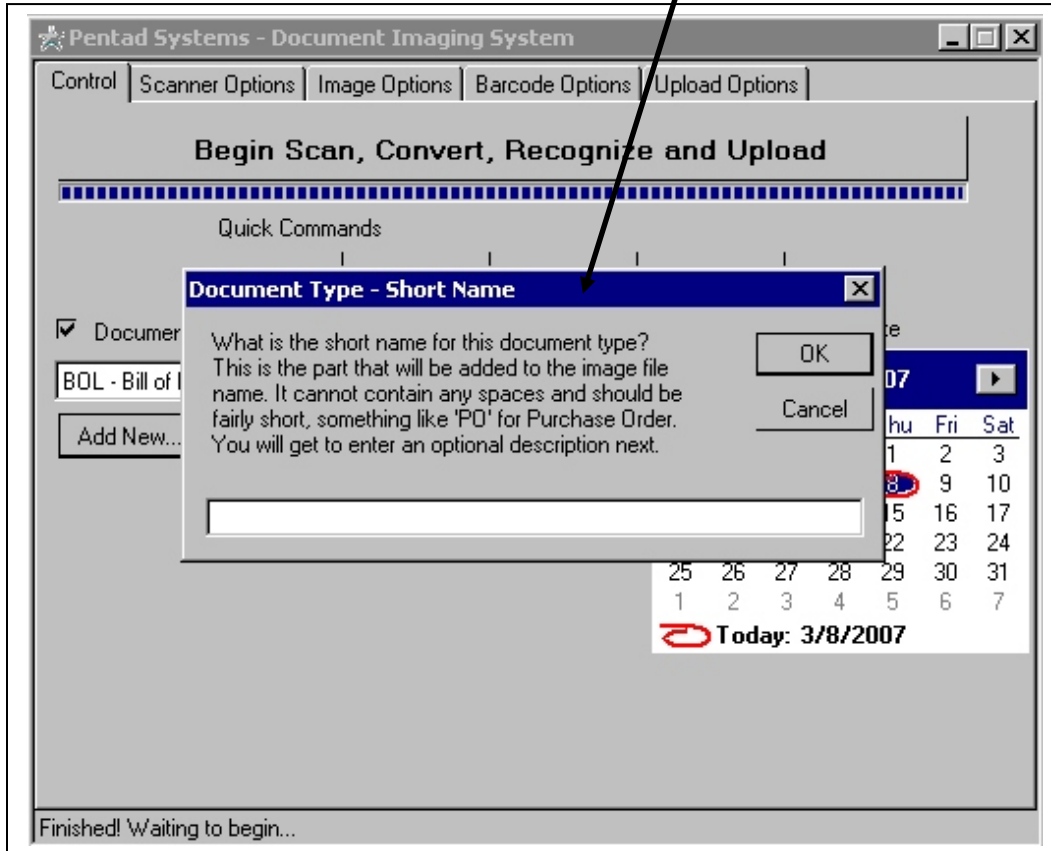 Pentad Systems - Document Imaging System
Control Scanner Options Image Options Barcode Options Upload Options
Begin Scan, Convert, Recognize and Upload
Quick Commands
Document Type - Short Name
What is the short name for this document type?
This is the part that will be added to the image file
name. It cannot contain any spaces and should be
fairly short, something like 'PO' for Purchase Order.
You will get to enter an optional description next.
OK
Cancel
BOL - Bill of
Add New...
07
Fri Sat
1 2 3
8 9 10
15 16 17
22 23 24
25 26 27 28 29 30 31
1 2 3 4 5 6 7
Today: 3/8/2007
Finished! Waiting to begin...